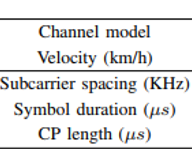 Channel model
Velocity (km/h)
Subcarrier spacing (KHz)
Symbol duration (μs)
CP length (μs)